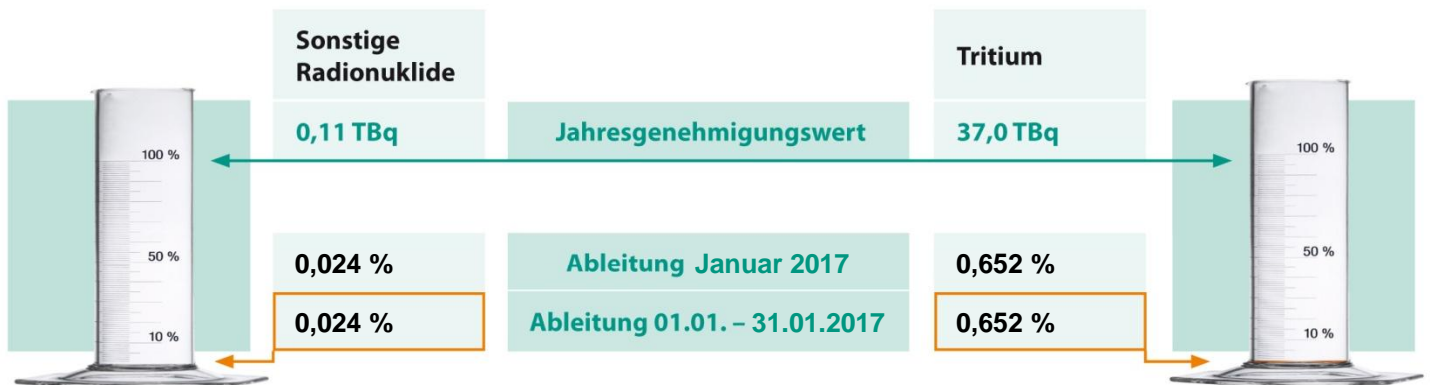 Sonstige
Radionuklide
Tritium
0,11 TBq
Jahresgenehmigungswert
37,0 TBq
100 %
50 %
10 %
100 %
50 %
10 %
0,024 %
Ableitung Januar 2017
0,652 %
0,024 %
Ableitung 01.01. – 31.01.2017
0,652 %